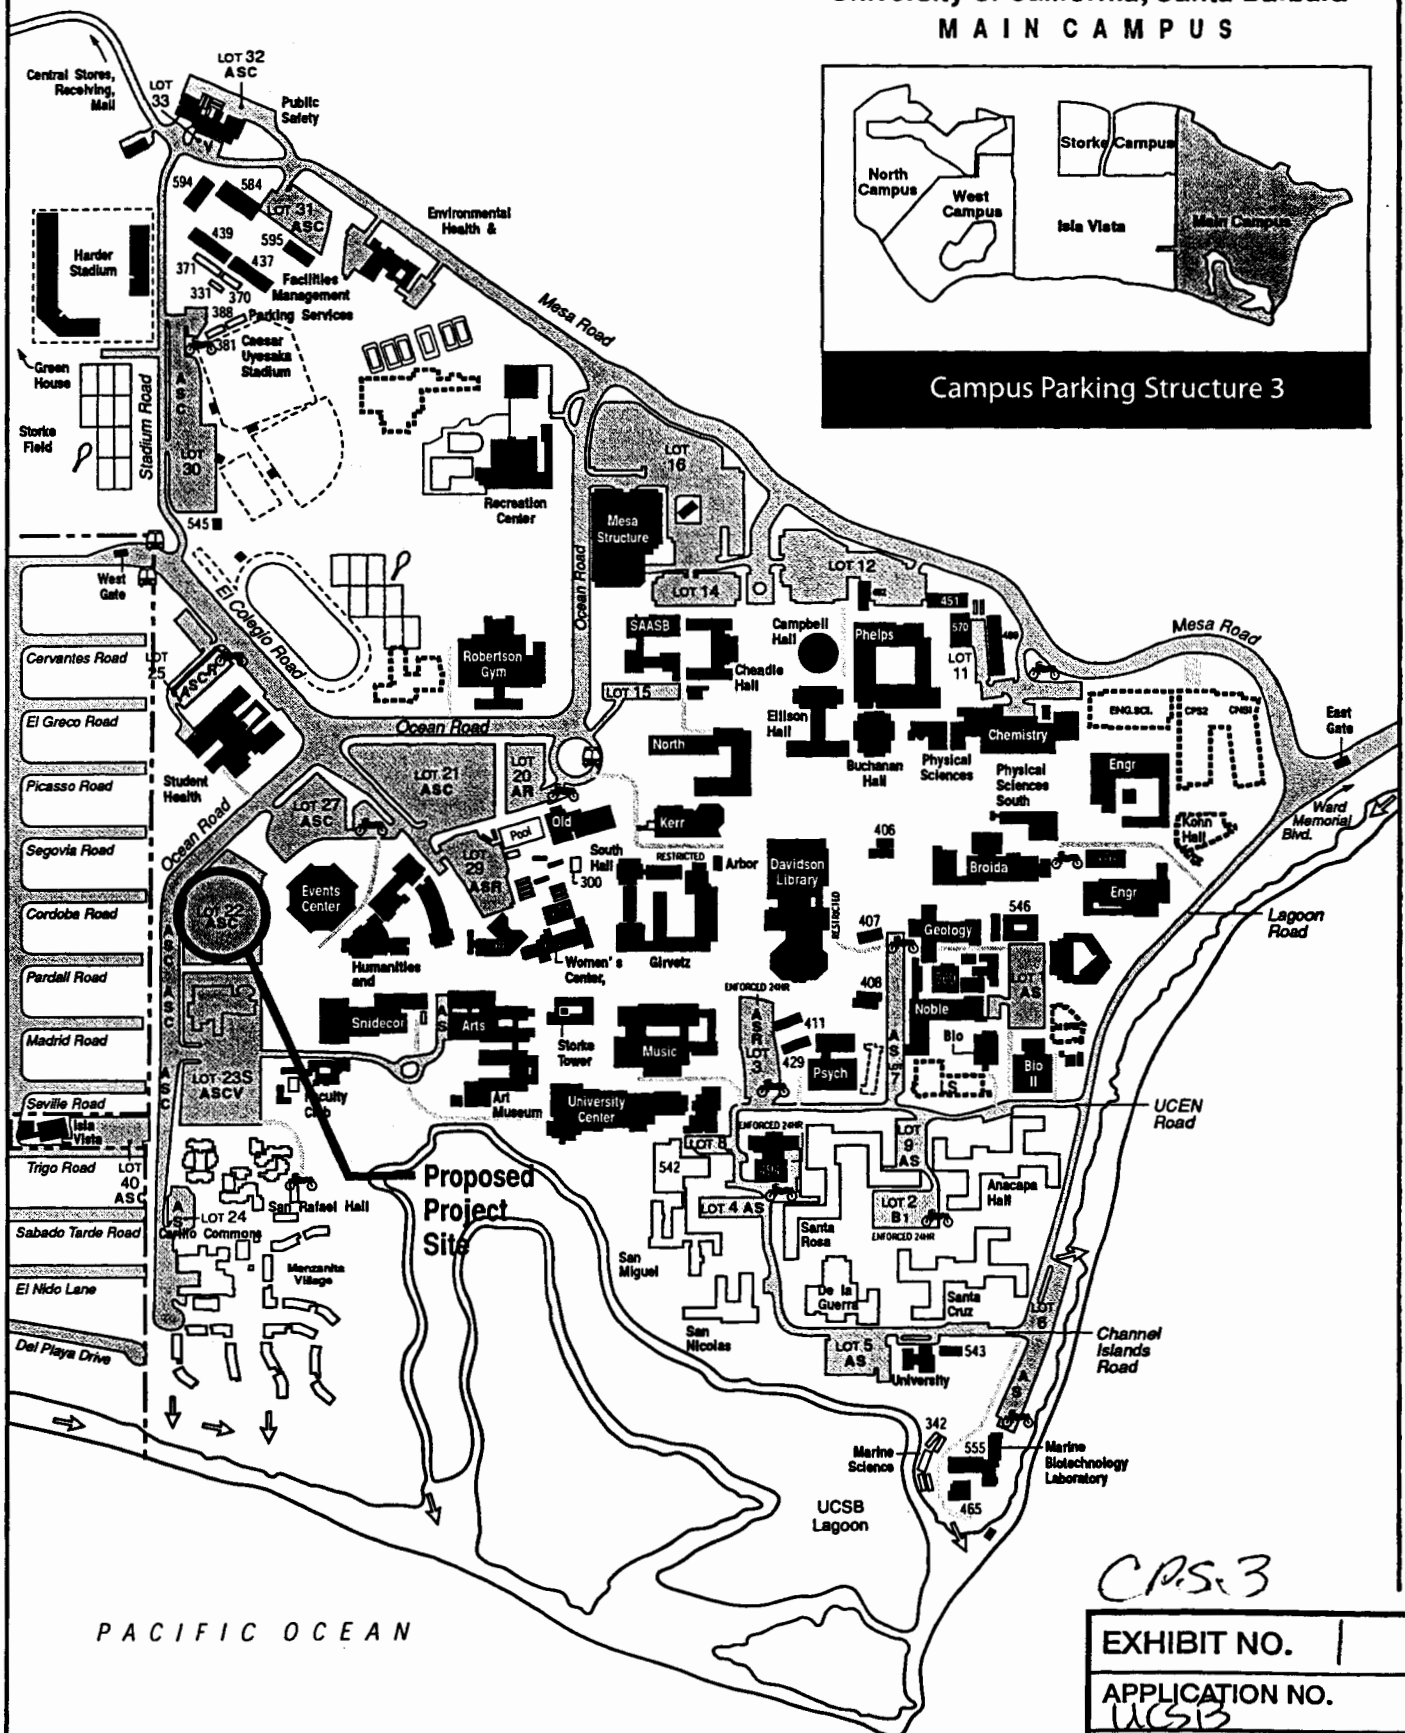 MAIN CAMPUS
North
Campus
West
Campus
Storke Campus
Isla Vista
Main Campus
Campus Parking Structure 3
Central Stores,
Receiving,
Mail
LOT
33
LOT 32
ASC
Public
Safety
594
584
LOT 31
ASC
Environmental
Health &
Harder
Stadium
439
595
371
437
Facilities
Management
331
370
388
Parking Services
381
Caesar
Uyesaka
Stadium
Mesa Road
Green
House
Stadium Road
ASC
LOT
30
Storke
Field
Recreation
Center
LOT
16
Mesa
Structure
545
West
Gate
El Colegio Road
Ocean Road
LOT 14
LOT 12
451
570
LOT
11
Mesa Road
Cervantes Road
LOT
25
Robertson
Gym
SAASB
Cheadle
Hall
Campbell
Hall
Phelps
LOT 15
El Greco Road
Ocean Road
Ellison
Hall
ENG.SCI.
CPS2
CNSI
East
Gate
North
Buchanan
Hall
Physical
Sciences
Chemistry
Physical
Sciences
South
Engr
Student
Health
LOT 21
ASC
LOT
20
AR
Picasso Road
LOT 27
ASC
Ocean Road
Pool
Old
Kerr
406
Kohn
Hall
Ward
Memorial
Blvd.
Segovia Road
LOT
29
ASR
South
Hall
300
RESTRICTED
Arbor
Davidson
Library
RESTRICTED
Broida
Engr
Events
Center
Cordoba Road
LOT 22
ASC
407
Geology
546
Lagoon
Road
Pardall Road
Humanities
and
Women's
Center,
Girvetz
ENFORCED 24HR
408
Noble
LOT
AS
Snidecor
AS
Arts
Storke
Tower
Music
ASR
LOT
3
411
429
Psych
AS
Bio
LS
Bio
II
Madrid Road
LOT 23S
ASCV
Faculty
Club
Art
Museum
University
Center
UCEN
Road
Seville Road
Isla
Vista
Trigo Road
LOT
40
ASC
LOT 8
ENFORCED 24HR
LOT
9
AS
542
Anacapa
Hall
Proposed
Project
Site
San Rafael Hall
LOT 4 AS
LOT 2
B1
Santa
Rosa
ENFORCED 24HR
Sabado Tarde Road
AS
LOT 24
Carrillo Commons
Manzanita
Village
San
Miguel
El Nido Lane
De la
Guerra
Santa
Cruz
LOT
6
San
Nicolas
Channel
Islands
Road
Del Playa Drive
LOT 5
AS
543
University
AS
342
Marine
Science
555
Marine
Biotechnology
Laboratory
465
UCSB
Lagoon
PACIFIC OCEAN
C.P.S. 3
EXHIBIT NO. 1
APPLICATION NO.
UCSB